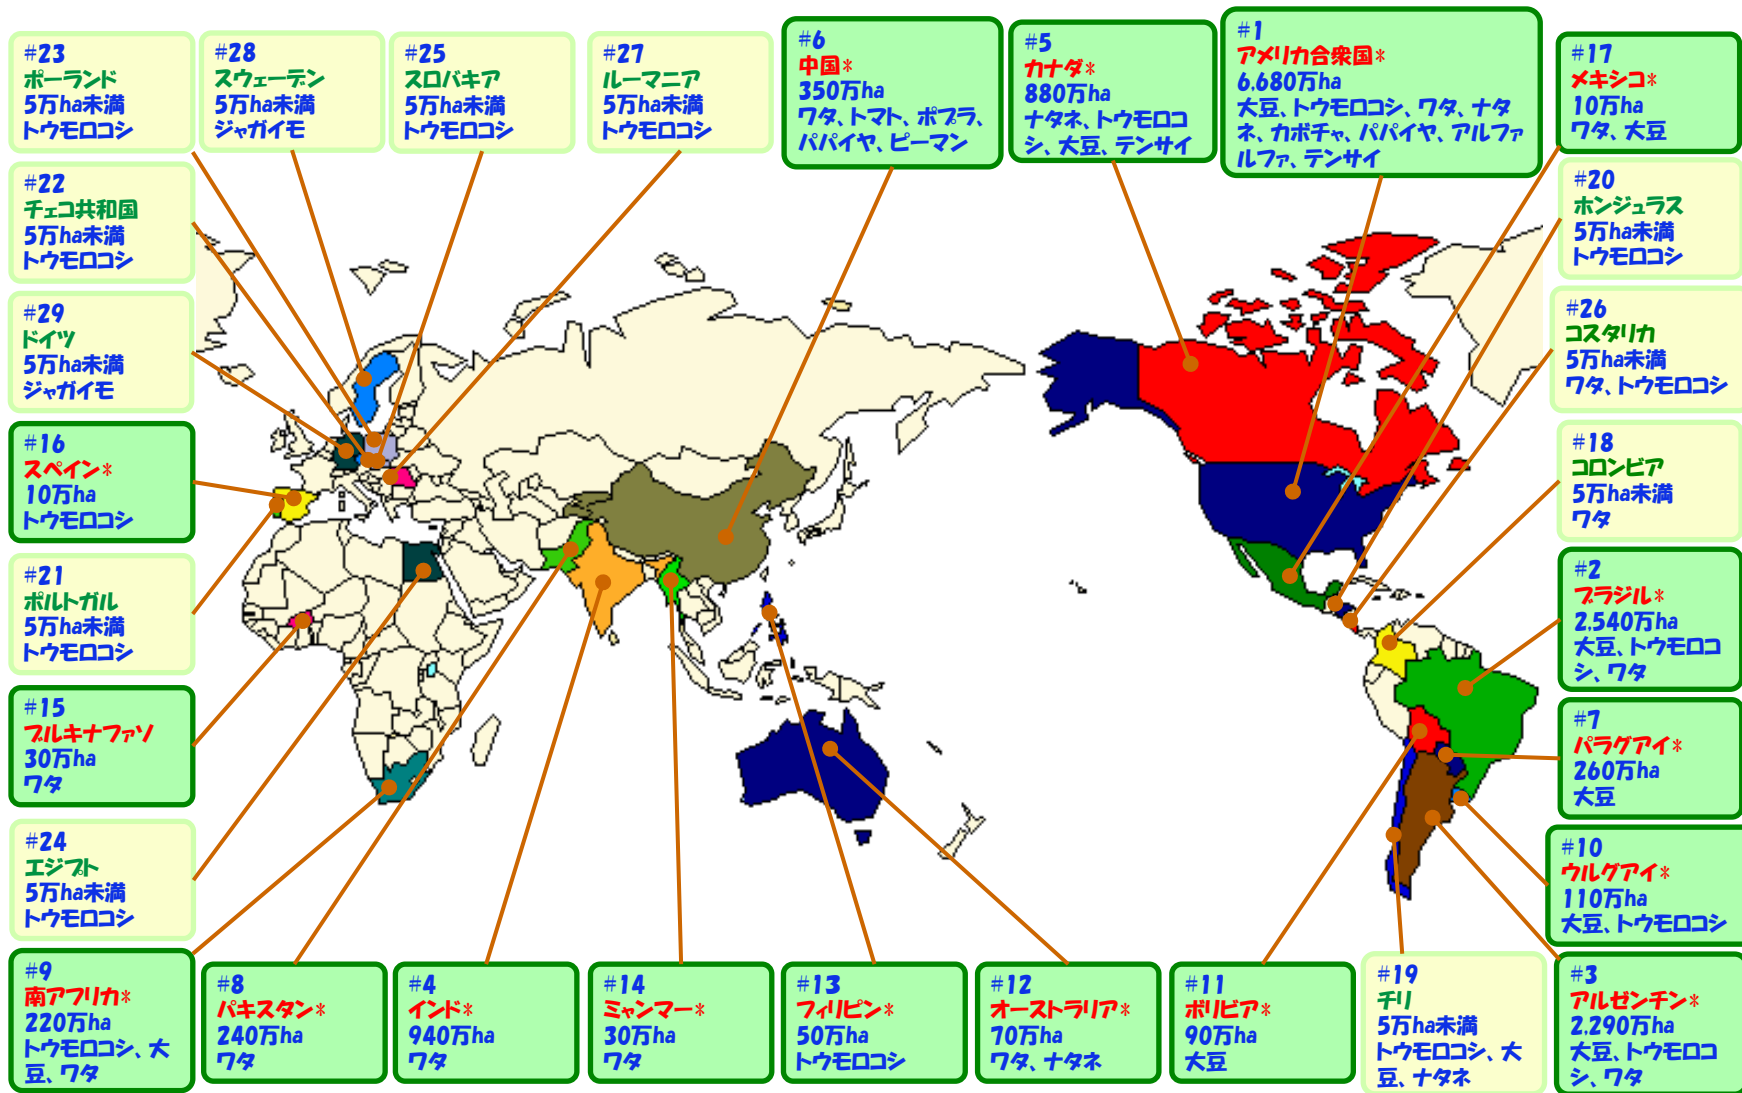 #23
ポーランド
5万ha未満
トウモロコシ
#28
スウェーデン
5万ha未満
ジャガイモ
#25
スロバキア
5万ha未満
トウモロコシ
#27
ルーマニア
5万ha未満
トウモロコシ
#6
中国*
350万ha
ワタ、トマト、ポプラ、
パパイヤ、ピーマン
#5
カナダ*
880万ha
ナタネ、トウモロコ
シ、大豆、テンサイ
#1
アメリカ合衆国*
6,680万ha
大豆、トウモロコシ、ワタ、ナタ
ネ、カボチャ、パパイヤ、アルファ
ルファ、テンサイ
#17
メキシコ*
10万ha
ワタ、大豆
#22
チェコ共和国
5万ha未満
トウモロコシ
#20
ホンジュラス
5万ha未満
トウモロコシ
#29
ドイツ
5万ha未満
ジャガイモ
#26
コスタリカ
5万ha未満
ワタ、トウモロコシ
#16
スペイン*
10万ha
トウモロコシ
#18
コロンビア
5万ha未満
ワタ
#21
ポルトガル
5万ha未満
トウモロコシ
#2
ブラジル*
2,540万ha
大豆、トウモロコ
シ、ワタ
#15
ブルキナファソ
30万ha
ワタ
#7
パラグアイ*
260万ha
大豆
#24
エジプト
5万ha未満
トウモロコシ
#10
ウルグアイ*
110万ha
大豆、トウモロコシ
#9
南アフリカ*
220万ha
トウモロコシ、大
豆、ワタ
#8
パキスタン*
240万ha
ワタ
#4
インド*
940万ha
ワタ
#14
ミャンマー*
30万ha
ワタ
#13
フィリピン*
50万ha
トウモロコシ
#12
オーストラリア*
70万ha
ワタ、ナタネ
#11
ボリビア*
90万ha
大豆
#19
チリ
5万ha未満
トウモロコシ、大
豆、ナタネ
#3
アルゼンチン*
2,290万ha
大豆、トウモロコ
シ、ワタ